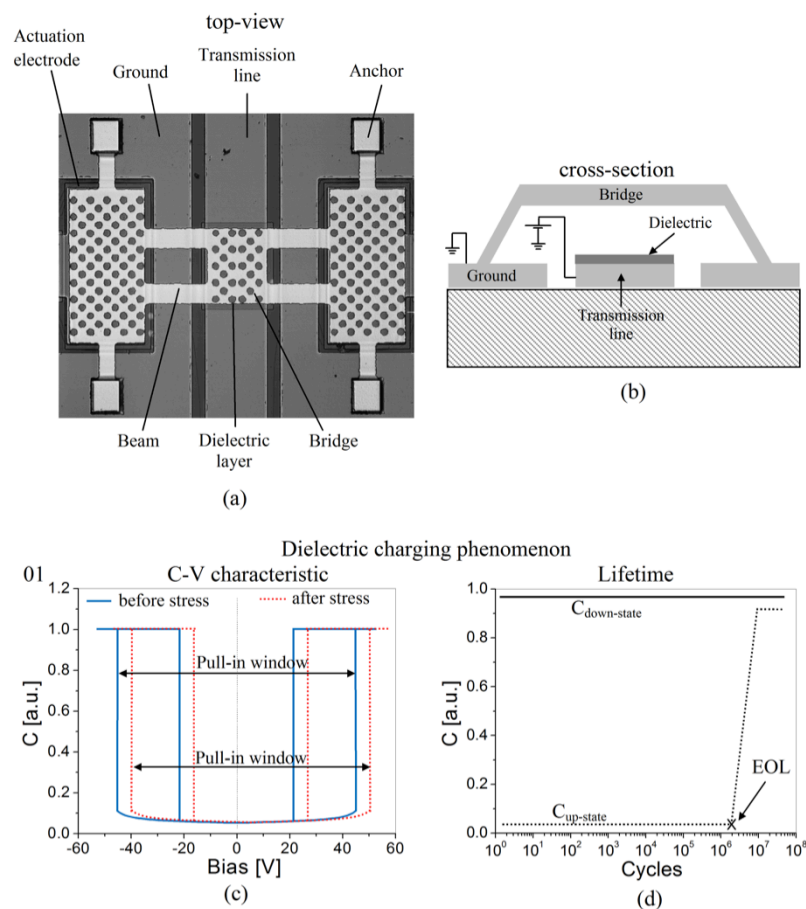 top-view
Actuation
electrode
Ground
Transmission
line
Anchor
Beam
Dielectric
layer
Bridge
(a)
cross-section
Bridge
Dielectric
Ground
Transmission
line
(b)
Dielectric charging phenomenon
01
C-V characteristic
before stress
after stress
Pull-in window
Pull-in window
C [a.u.]
1.2
1.0
0.8
0.6
0.4
0.2
0.0
-60 -40 -20 0 20 40 60
Bias [V]
(c)
Lifetime
C down-state
C up-state
EOL
C [a.u.]
1.0
0.8
0.6
0.4
0.2
0.0
10⁰ 10¹ 10² 10³ 10⁴ 10⁵ 10⁶ 10⁷ 10⁸
Cycles
(d)